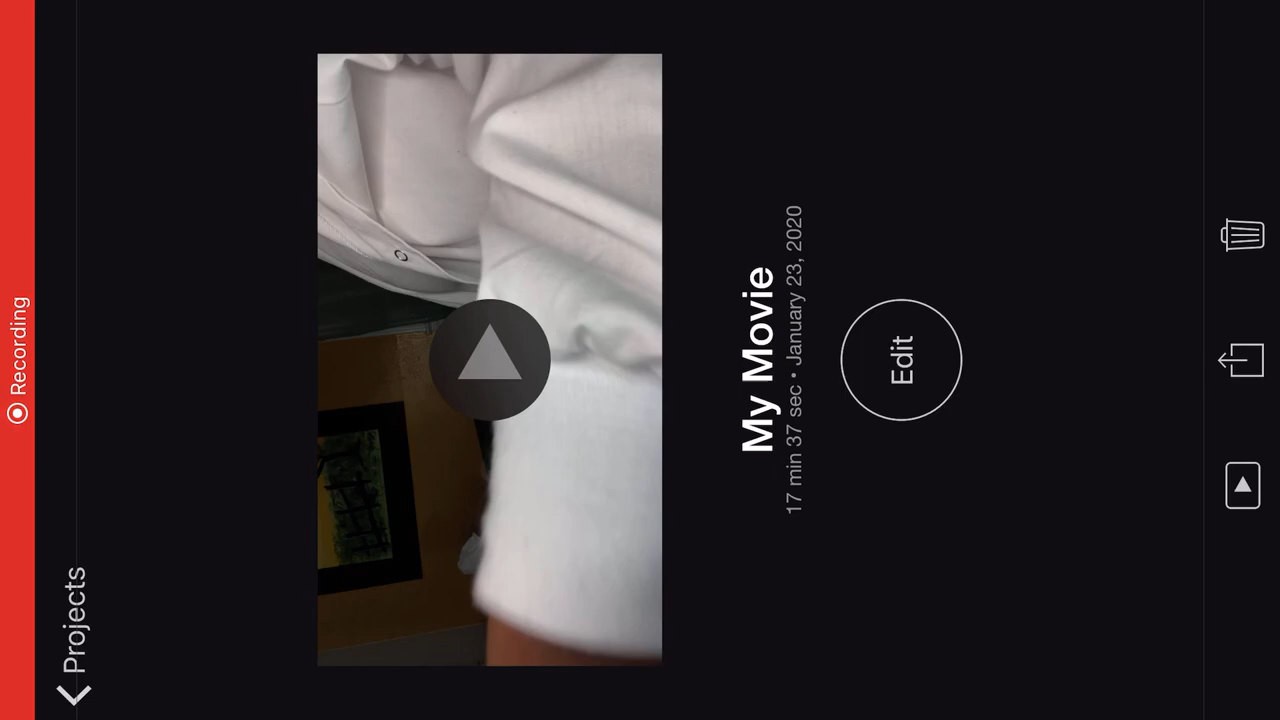 Recording
Projects
My Movie
17 min 37 sec • January 23, 2020
Edit